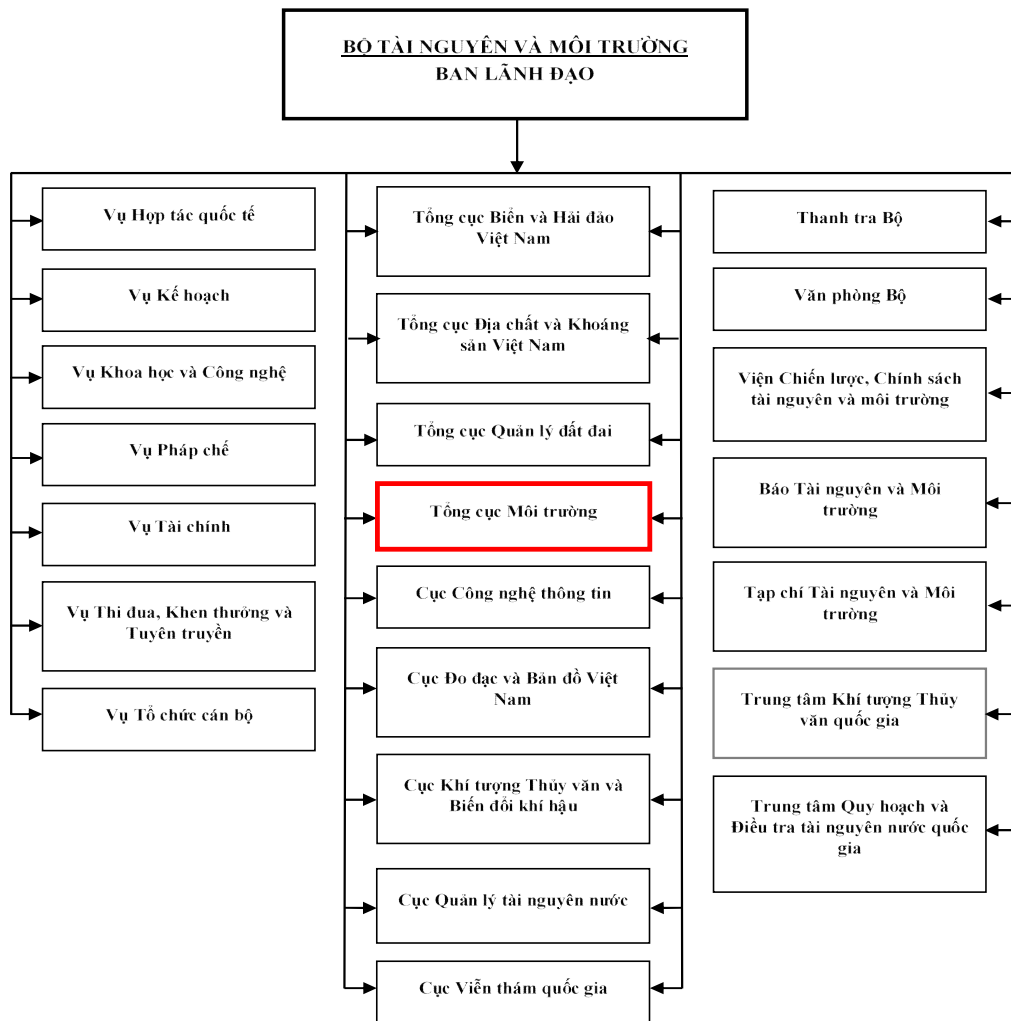 BỘ TÀI NGUYÊN VÀ MÔI TRƯỜNG
BAN LÃNH ĐẠO
Vụ Hợp tác quốc tế
Vụ Kế hoạch
Vụ Khoa học và Công nghệ
Vụ Pháp chế
Vụ Tài chính
Vụ Thi đua, Khen thưởng và
Tuyên truyền
Vụ Tổ chức cán bộ
Tổng cục Biển và Hải đảo
Việt Nam
Tổng cục Địa chất và Khoáng
sản Việt Nam
Tổng cục Quản lý đất đai
Tổng cục Môi trường
Cục Công nghệ thông tin
Cục Đo đạc và Bản đồ Việt
Nam
Cục Khí tượng Thủy văn và
Biến đổi khí hậu
Cục Quản lý tài nguyên nước
Cục Viễn thám quốc gia
Thanh tra Bộ
Văn phòng Bộ
Viện Chiến lược, Chính sách
tài nguyên và môi trường
Báo Tài nguyên và Môi
trường
Tạp chí Tài nguyên và Môi
trường
Trung tâm Khí tượng Thủy
văn quốc gia
Trung tâm Quy hoạch và
Điều tra tài nguyên nước quốc
gia